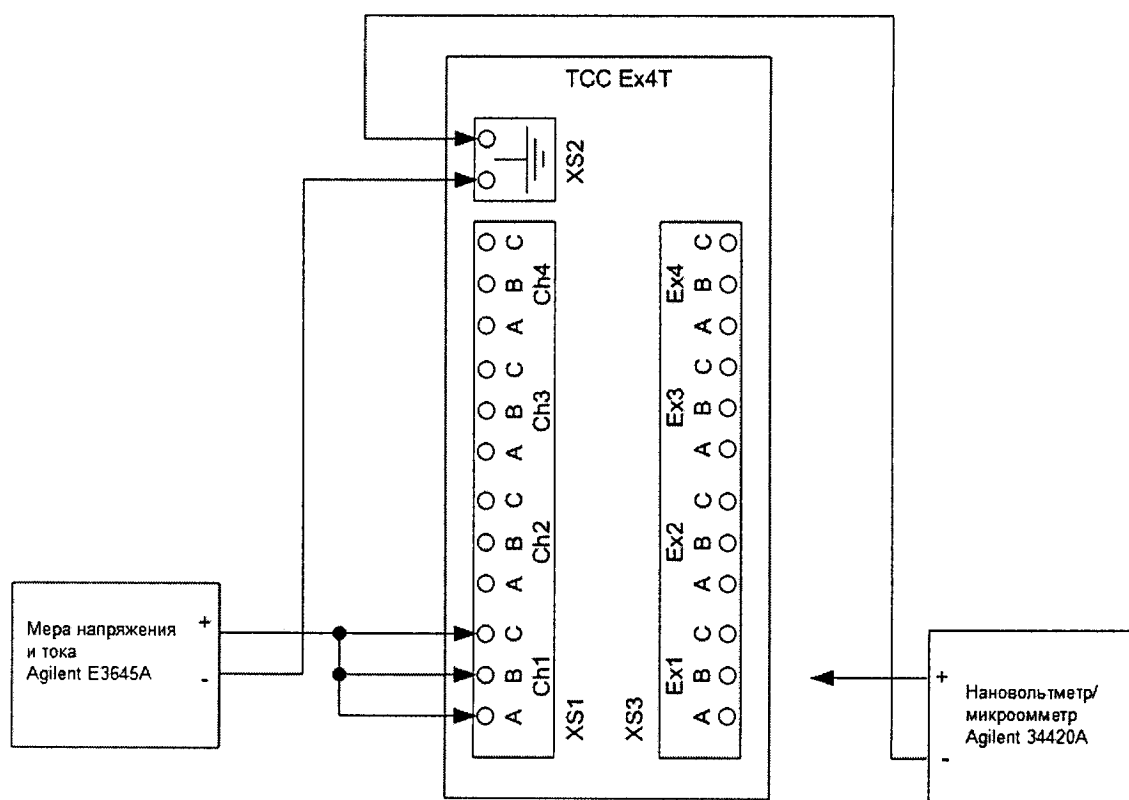 TCC Ex4T
XS2
C
B
A
Ch4
C
B
A
Ch3
C
B
A
Ch2
C
B
A
Ch1
XS1
C
B
A
Ex4
C
B
A
Ex3
C
B
A
Ex2
C
B
A
Ex1
XS3
Мера напряжения
и тока
Agilent E3645A
+
-
Нановольтметр/
микроомметр
Agilent 34420A
+
-